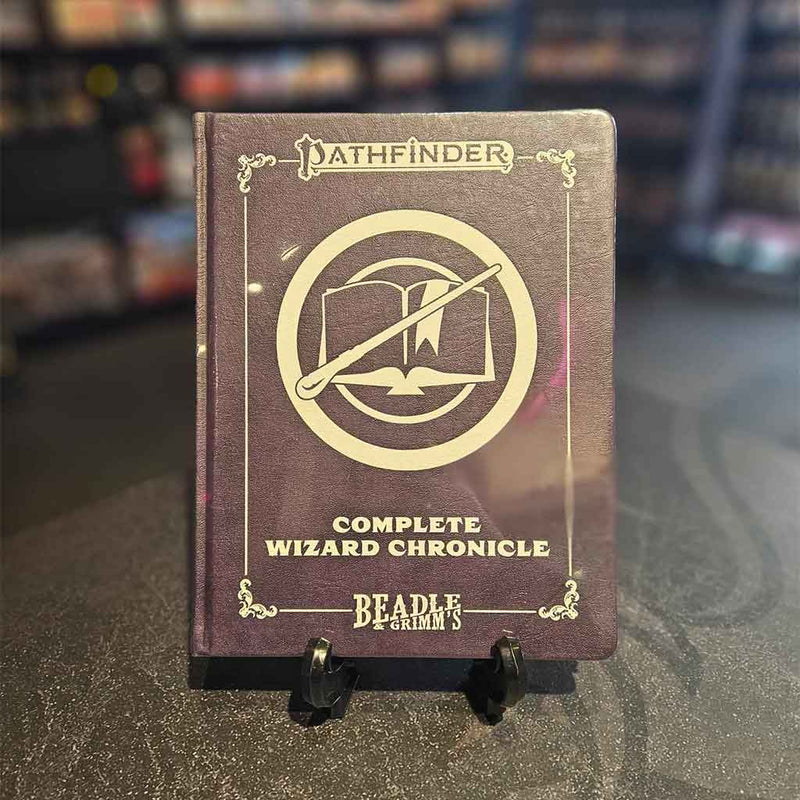 PATHFINDER
COMPLETE
WIZARD CHRONICLE
BEADLE
& GRIMM'S